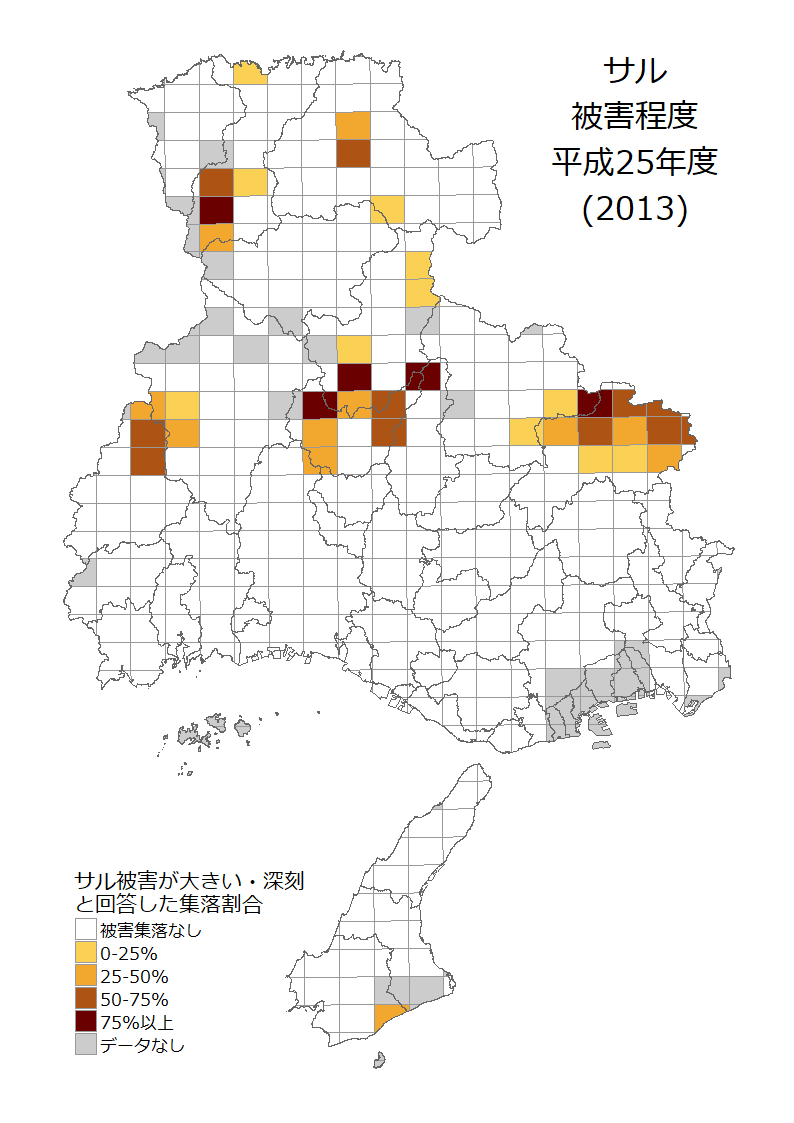 サル
被害程度
平成25年度
(2013)
サル被害が大きい・深刻
と回答した集落割合
被害集落なし
0-25%
25-50%
50-75%
75%以上
データなし